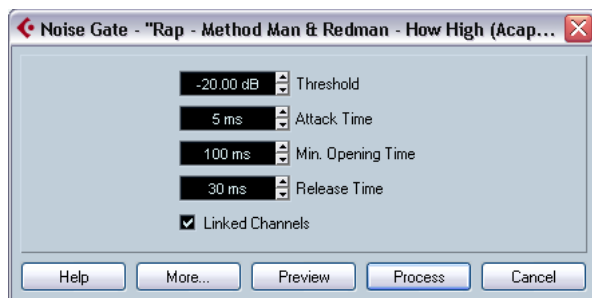 Noise Gate - "Rap - Method Man & Redman - How High (Acap...
-20.00 dB Threshold
5 ms Attack Time
100 ms Min. Opening Time
30 ms Release Time
Linked Channels
Help More... Preview Process Cancel